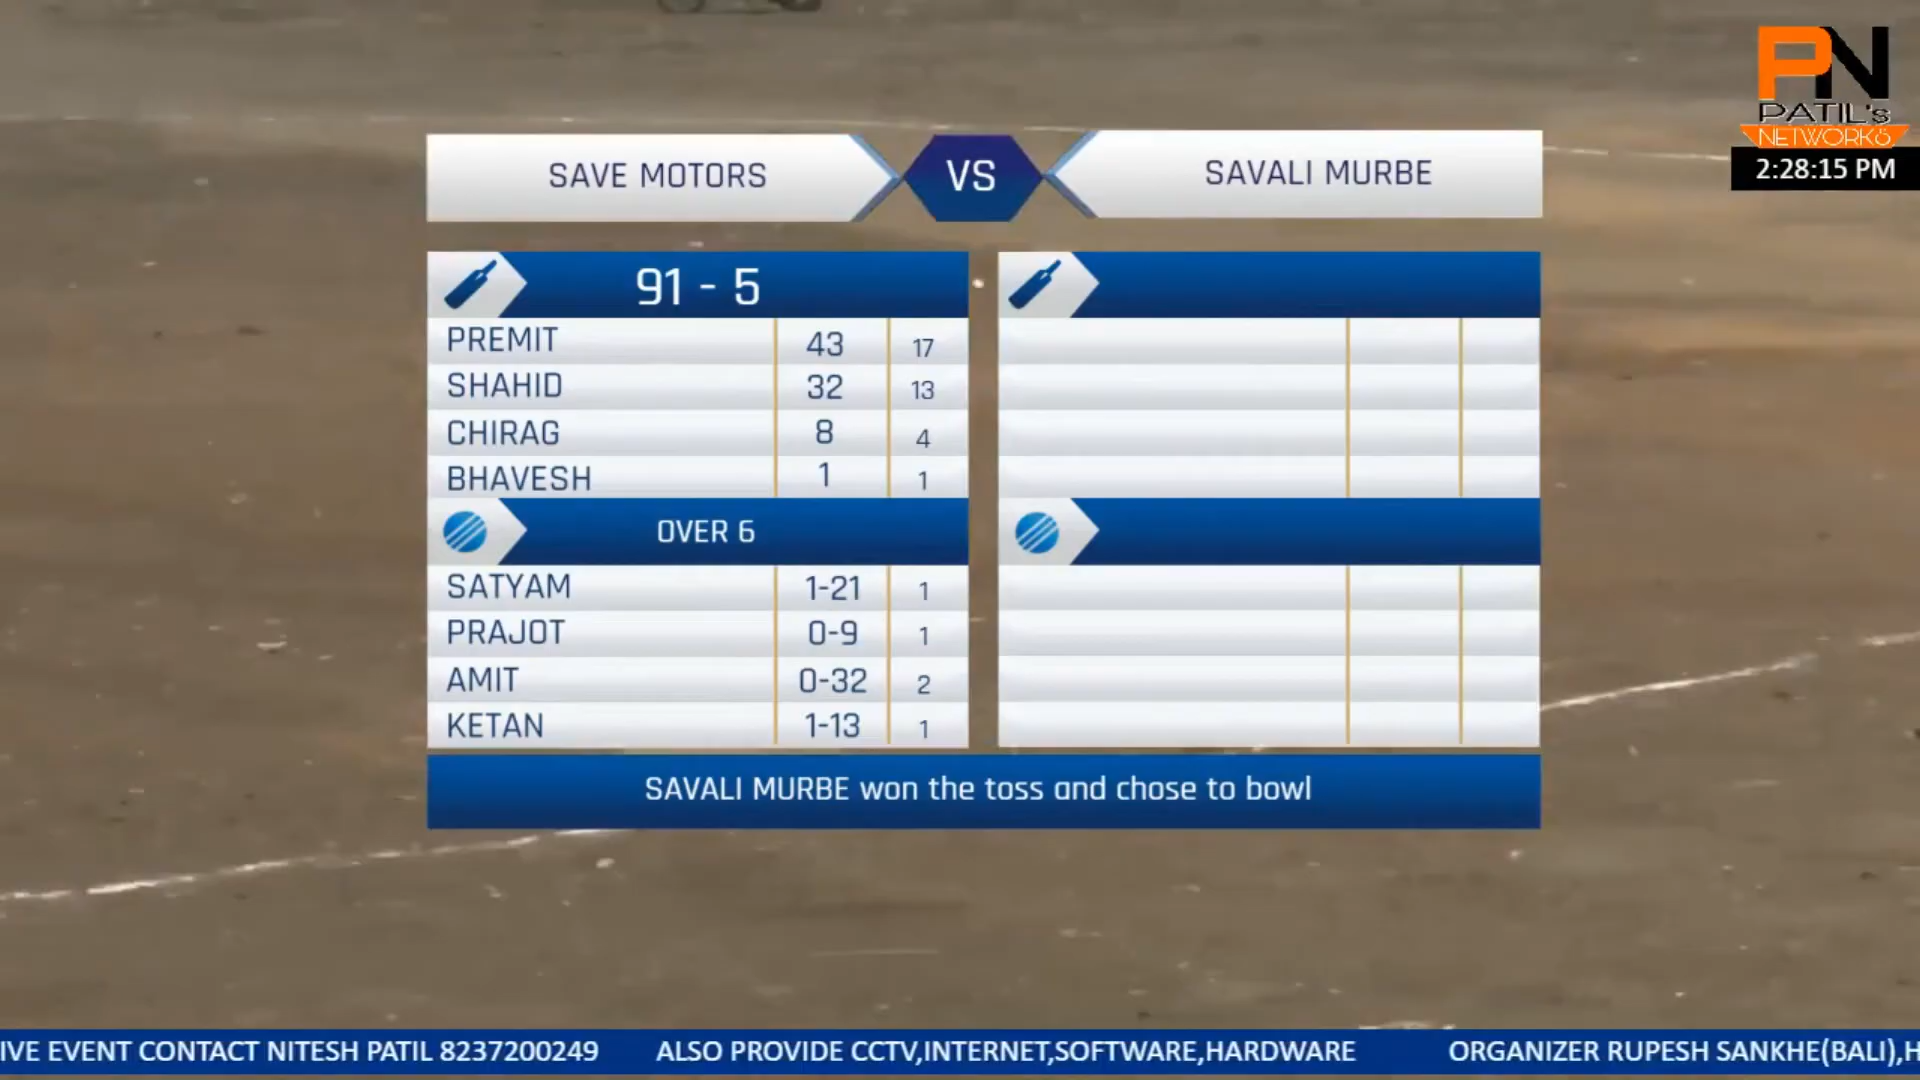 PN
PATIL's
NETWORKS
2:28:15 PM
SAVE MOTORS
VS
SAVALI MURBE
91 - 5
PREMIT 43 17
SHAHID 32 13
CHIRAG 8 4
BHAVESH 1 1
OVER 6
SATYAM 1-21 1
PRAJOT 0-9 1
AMIT 0-32 2
KETAN 1-13 1
SAVALI MURBE won the toss and chose to bowl
IVE EVENT CONTACT NITESH PATIL 8237200249 ALSO PROVIDE CCTV,INTERNET,SOFTWARE,HARDWARE ORGANIZER RUPESH SANKHE(BALI),H